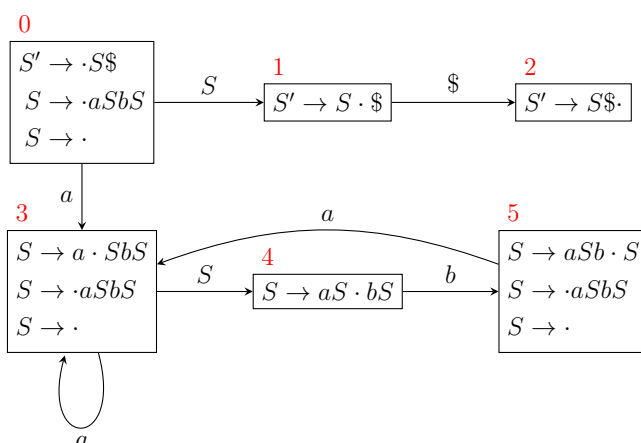 0
S′ → ·S$
S → ·aSbS
S → ·
S
1
S′ → S · $
$
2
S′ → S$·
a
3
S → a · SbS
S → ·aSbS
S → ·
S
4
S → aS · bS
b
a
5
S → aSb · S
S → ·aSbS
S → ·
a